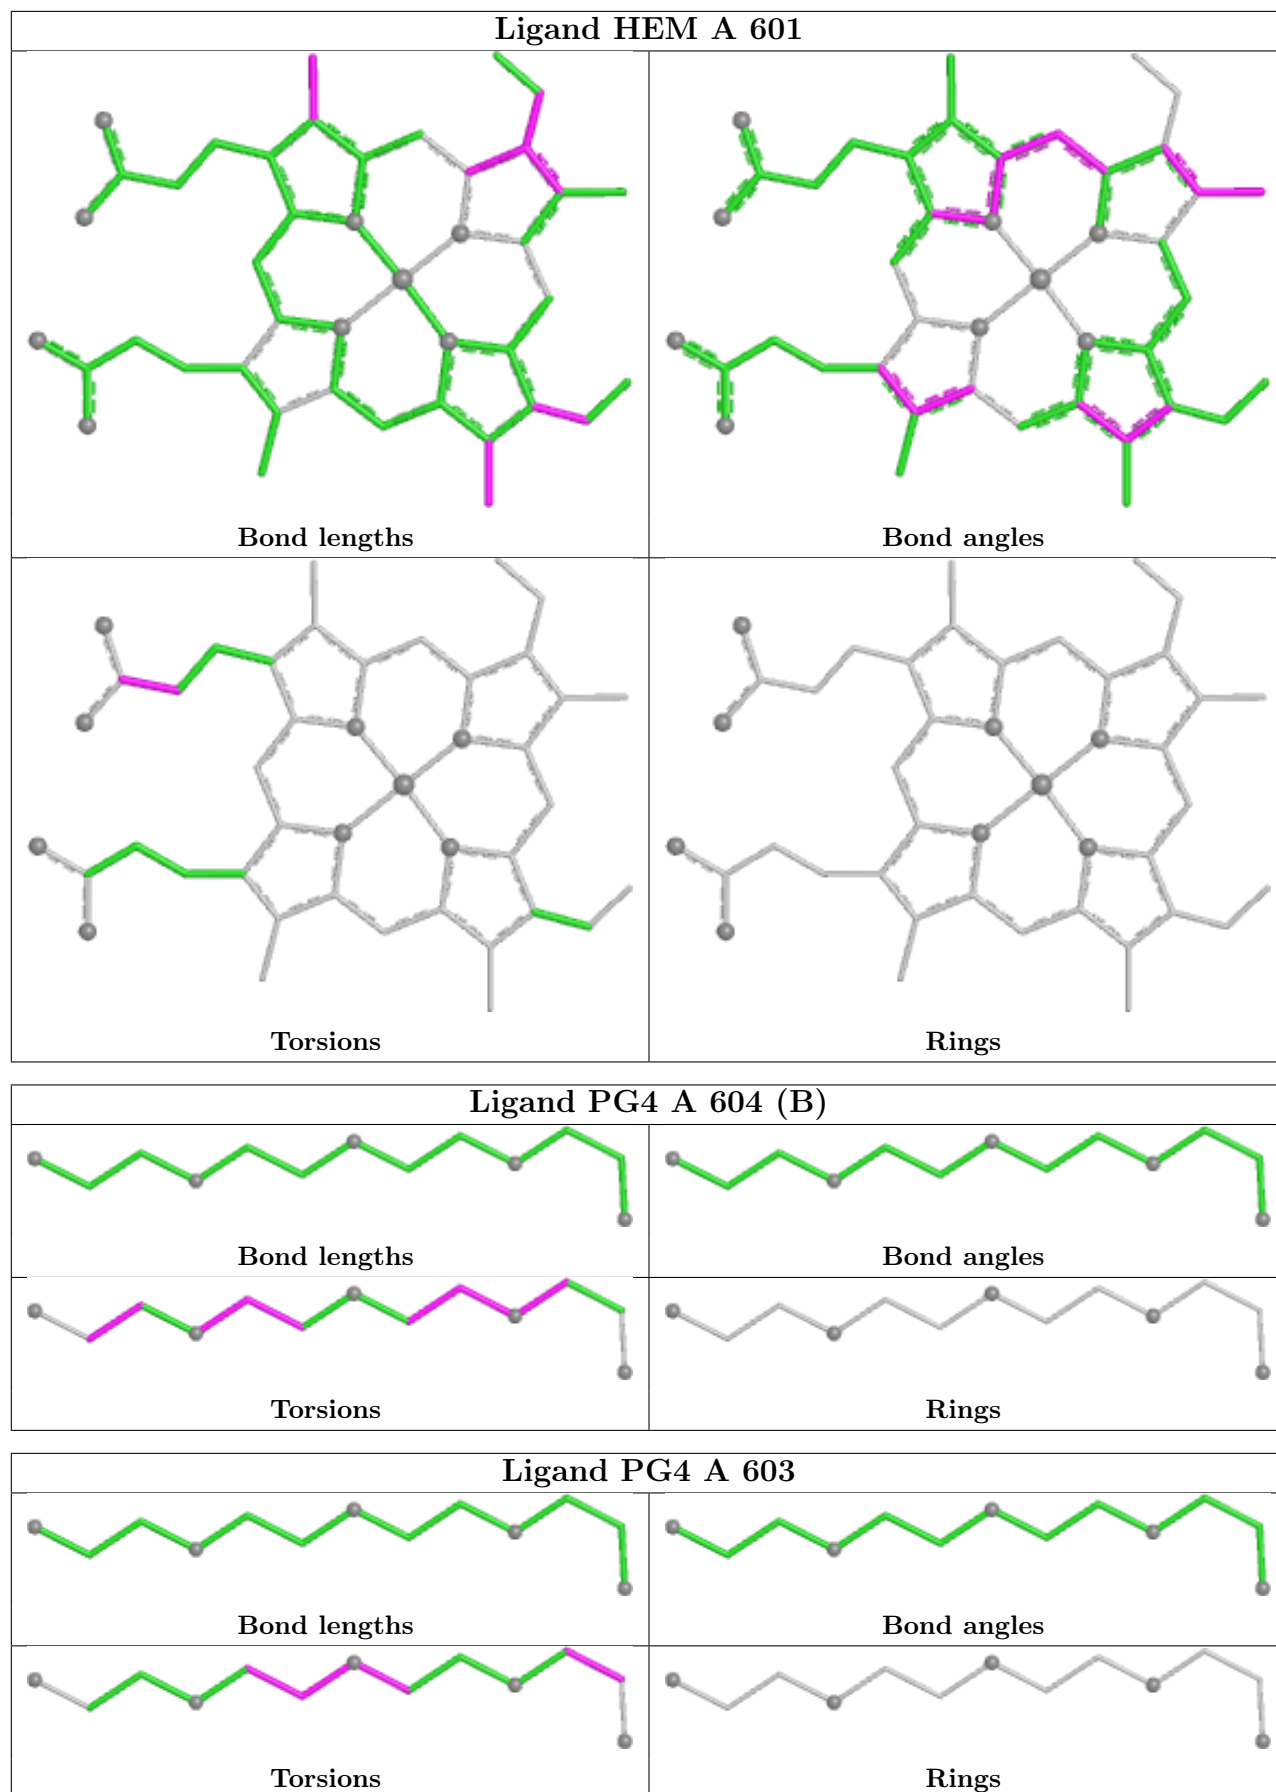 Ligand HEM A 601
Bond lengths
Bond angles
Torsions
Rings
Ligand PG4 A 604 (B)
Bond lengths
Bond angles
Torsions
Rings
Ligand PG4 A 603
Bond lengths
Bond angles
Torsions
Rings